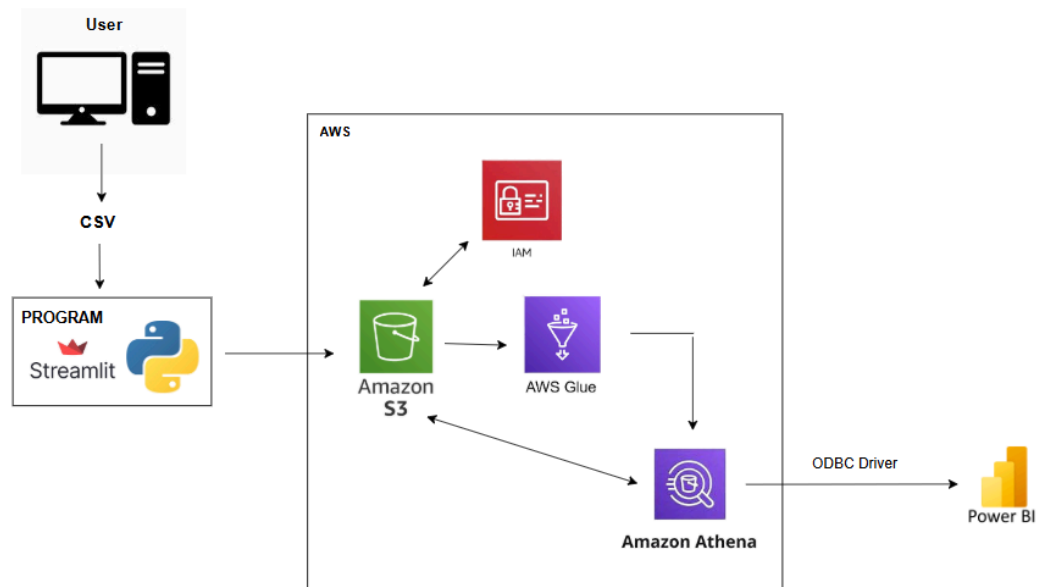 User
CSV
PROGRAM
Streamlit
AWS
IAM
Amazon
S3
AWS Glue
Amazon Athena
ODBC Driver
Power BI